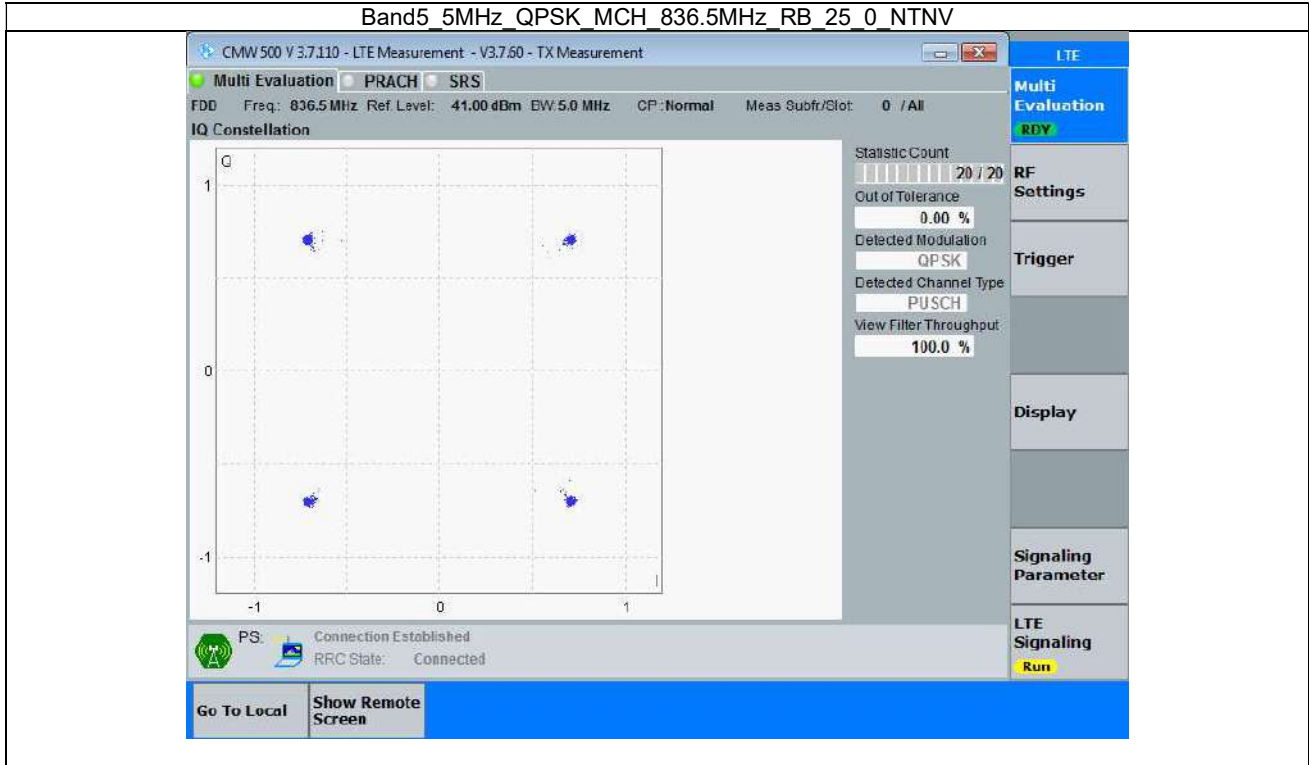 Band5_5MHz_QPSK_MCH_836.5MHz_RB_25_0_NTNV
CMW 500 V 3.7.110 - LTE Measurement - V3.7.60 - TX Measurement
LTE
Multi Evaluation PRACH SRS
FDD Freq.: 836.5 MHz Ref. Level: 41.00 dBm BW: 5.0 MHz CP: Normal Meas Subfr./Slot: 0 / All
IQ Constellation
Q
1
0
-1
-1 0 1
I
Statistic Count
20 / 20
Out of Tolerance
0.00 %
Detected Modulation
QPSK
Detected Channel Type
PUSCH
View Filter Throughput
100.0 %
Multi
Evaluation
RDY
RF
Settings
Trigger
Display
Signaling
Parameter
LTE
Signaling
Run
PS: Connection Established
RRC State: Connected
Go To Local
Show Remote
Screen